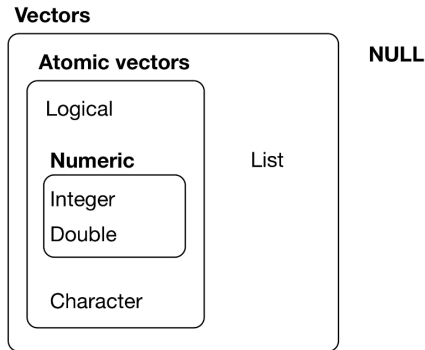 Vectors
NULL
Atomic vectors
Logical
Numeric
List
Integer
Double
Character